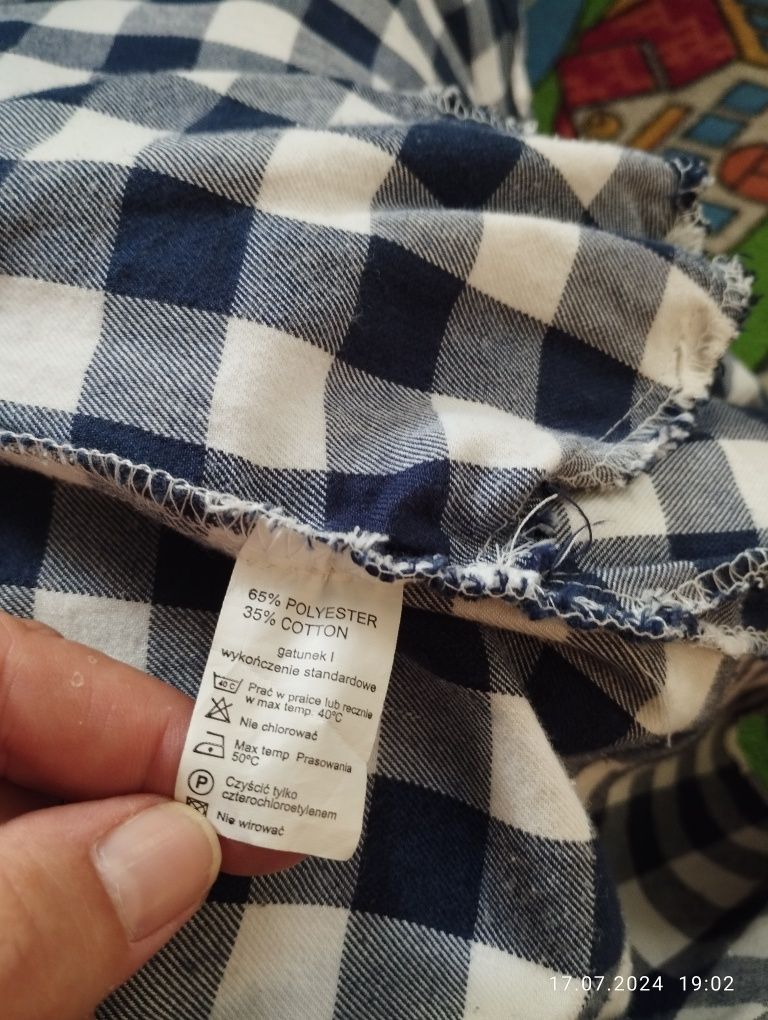 65% POLYESTER
35% COTTON
gatunek I
wykończenie standardowe
40 C
Prać w pralce lub ręcznie
w max temp. 40°C
Nie chlorować
Max temp Prasowania
50°C
P
Czyścić tylko
czterochloroetylenem
Nie wirować
17.07.2024 19:02